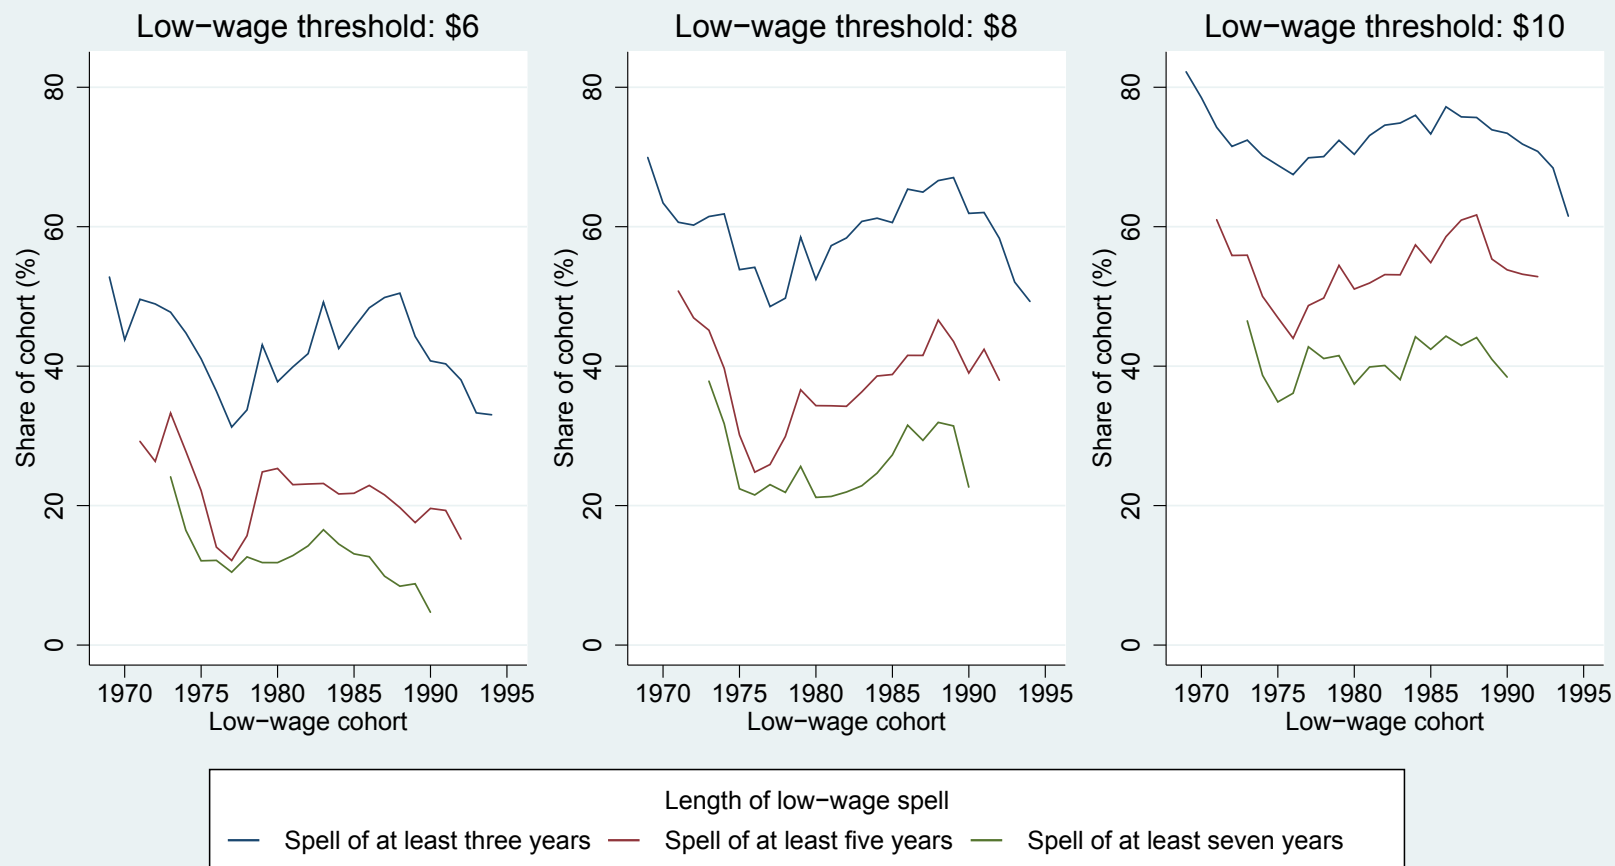 Low−wage threshold: $6
80
60
40
20
0
Share of cohort (%)
1970 1975 1980 1985 1990 1995
Low−wage cohort
Low−wage threshold: $8
80
60
40
20
0
Share of cohort (%)
1970 1975 1980 1985 1990 1995
Low−wage cohort
Low−wage threshold: $10
80
60
40
20
0
Share of cohort (%)
1970 1975 1980 1985 1990 1995
Low−wage cohort
Length of low−wage spell
Spell of at least three years Spell of at least five years Spell of at least seven years